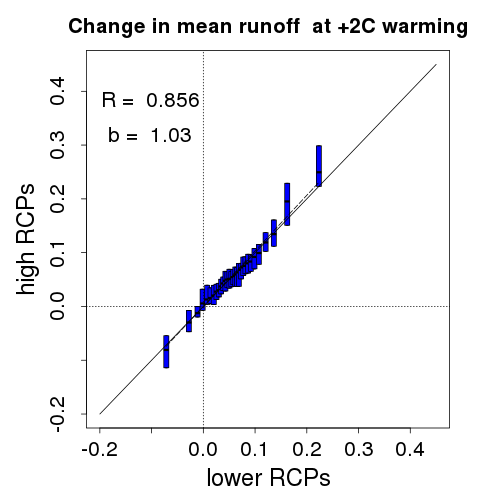 Change in mean runoff  at +2C warming
R =  0.856
b =  1.03
high RCPs
0.4
0.3
0.2
0.1
0.0
-0.2
-0.2
0.0
0.1
0.2
0.3
0.4
lower RCPs